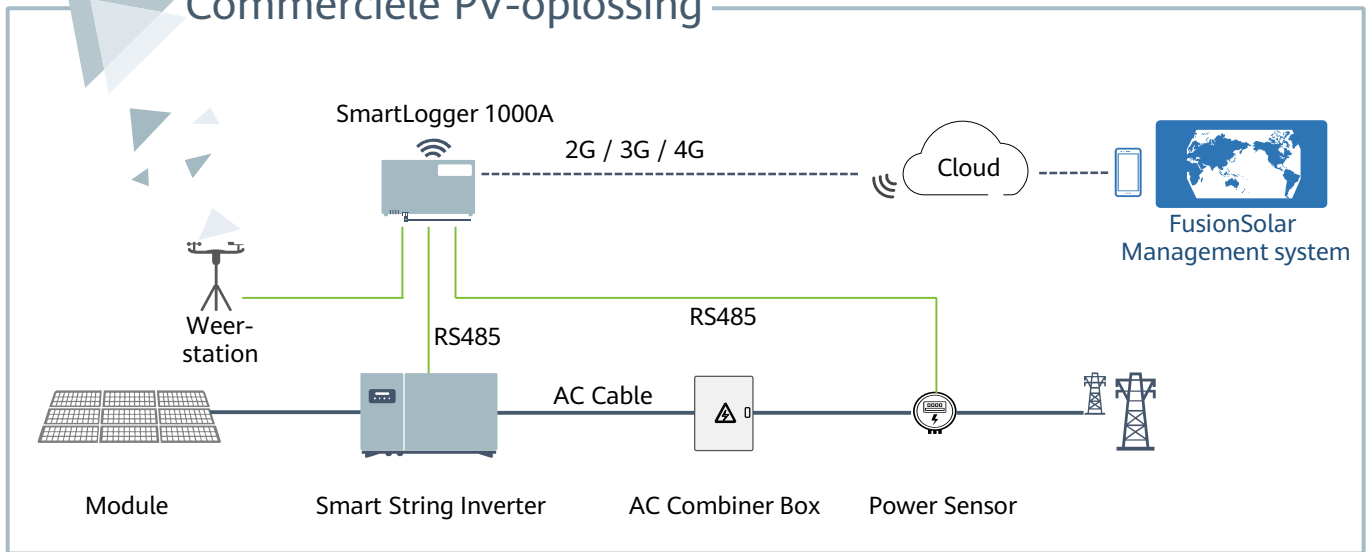 Commerciële PV-oplossing
SmartLogger 1000A
2G / 3G / 4G
Cloud
FusionSolar
Management system
Weer-
station
RS485
RS485
AC Cable
Module
Smart String Inverter
AC Combiner Box
Power Sensor